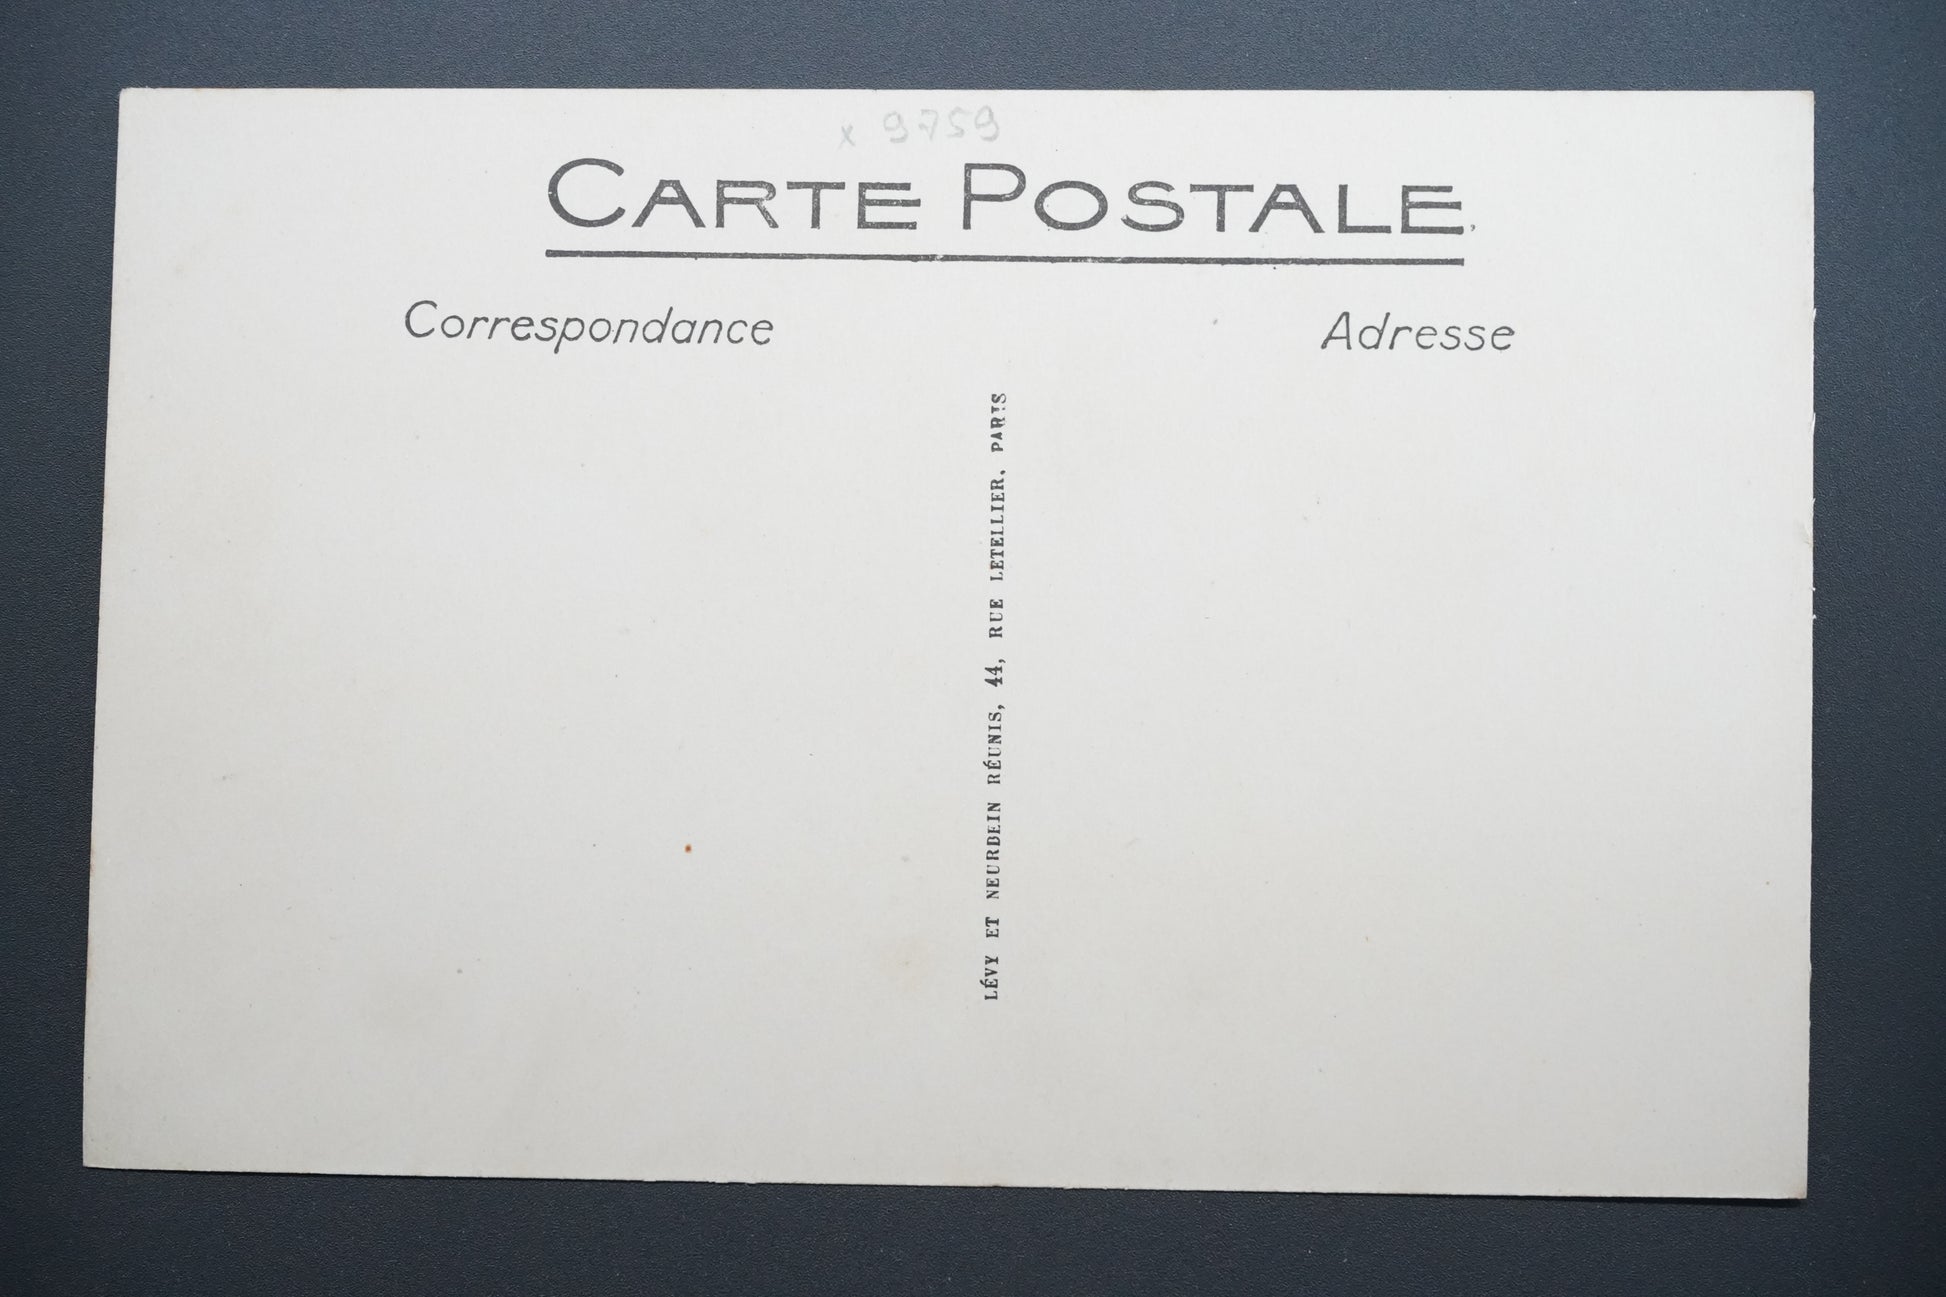 x 9759
CARTE POSTALE
Correspondance
Adresse
LÉVY ET NEURDEIN RÉUNIS, 44, RUE LETELLIER, PARIS